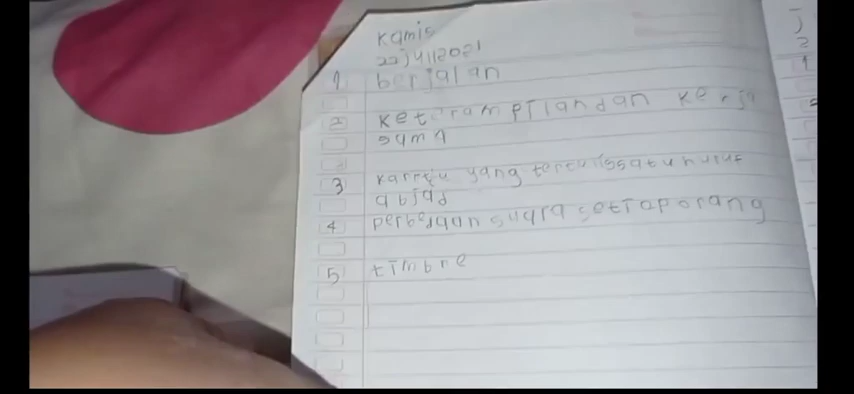 Kamis
22/4/2021
1 berjalan
2 keterampilan dan kerja
sama
3 kartu yang tertulis satu huruf
abjad
4 perbedaan suara setiap orang
5 timbre